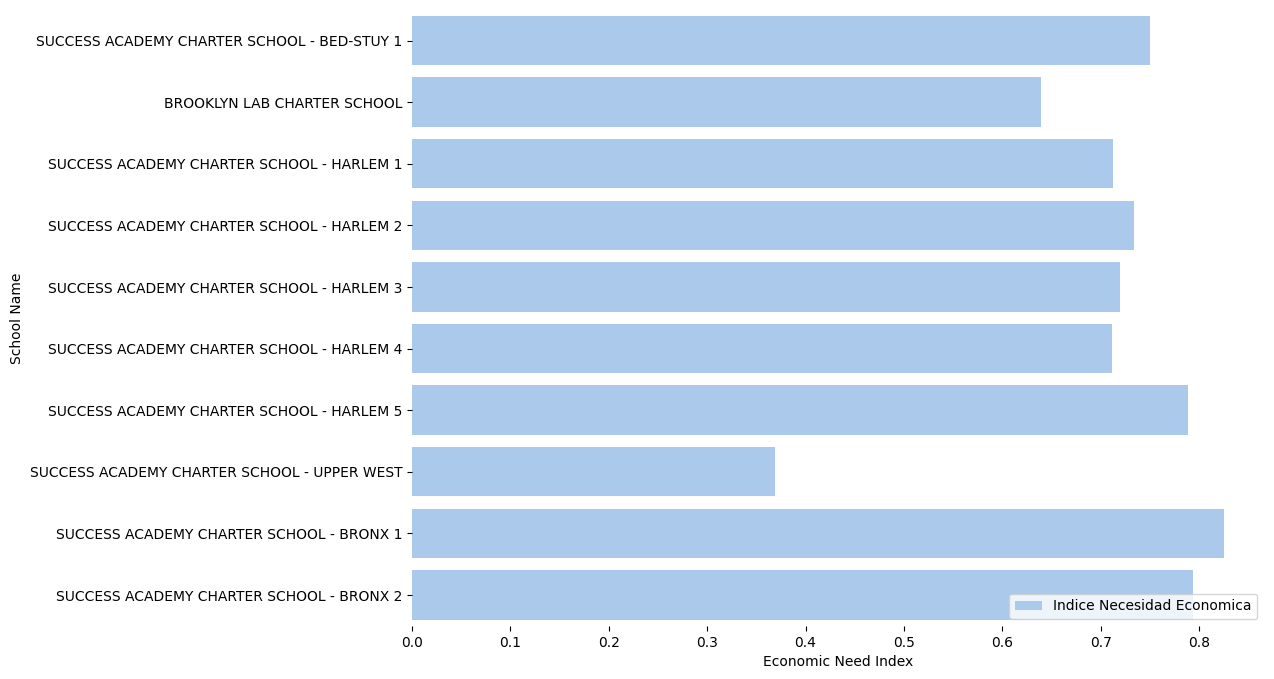 SUCCESS ACADEMY CHARTER SCHOOL - BED-STUY 1
BROOKLYN LAB CHARTER SCHOOL
SUCCESS ACADEMY CHARTER SCHOOL - HARLEM 1
SUCCESS ACADEMY CHARTER SCHOOL - HARLEM 2
SUCCESS ACADEMY CHARTER SCHOOL - HARLEM 3
SUCCESS ACADEMY CHARTER SCHOOL - HARLEM 4
SUCCESS ACADEMY CHARTER SCHOOL - HARLEM 5
SUCCESS ACADEMY CHARTER SCHOOL - UPPER WEST
SUCCESS ACADEMY CHARTER SCHOOL - BRONX 1
SUCCESS ACADEMY CHARTER SCHOOL - BRONX 2
School Name
Indice Necesidad Economica
0.0 0.1 0.2 0.3 0.4 0.5 0.6 0.7 0.8
Economic Need Index